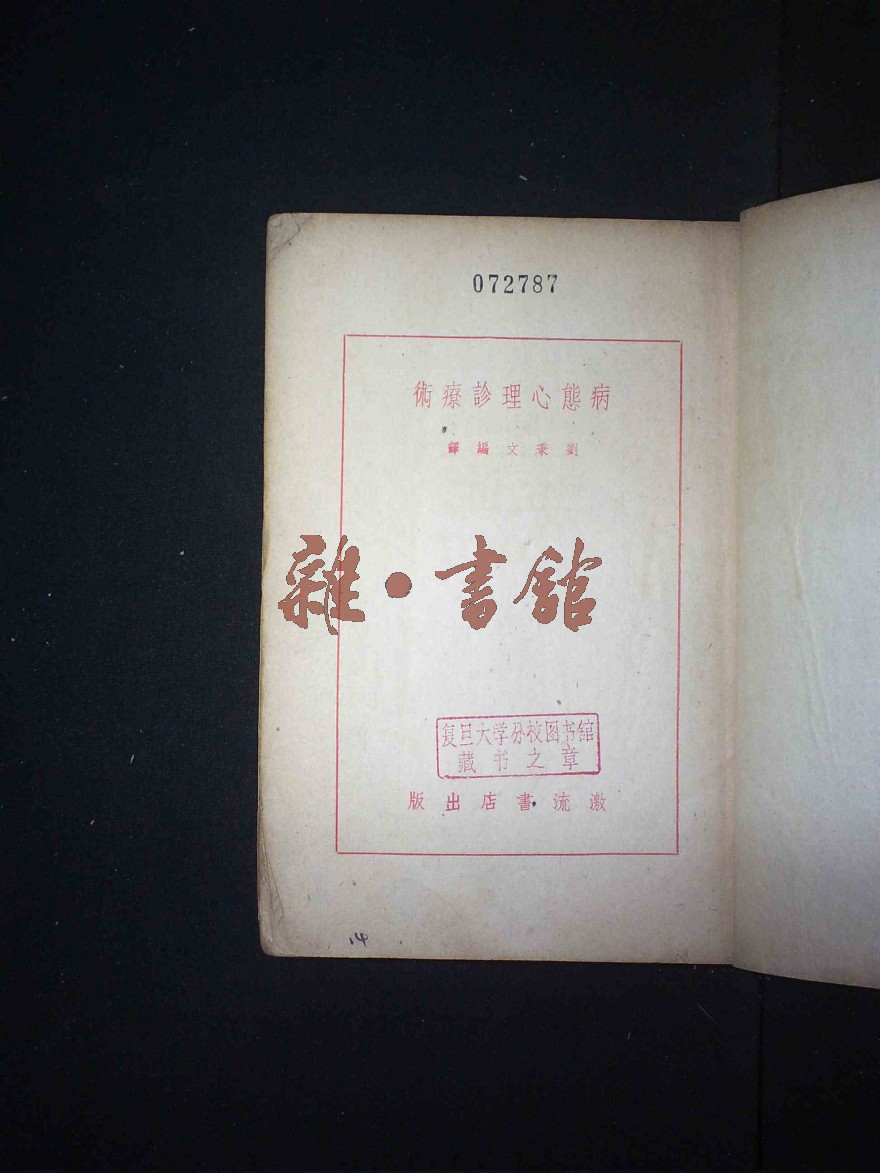 072787
病態心理診療術
劉秉文編譯
雜·書館
复旦大学分校图书馆
藏书之章
激流書店出版
14